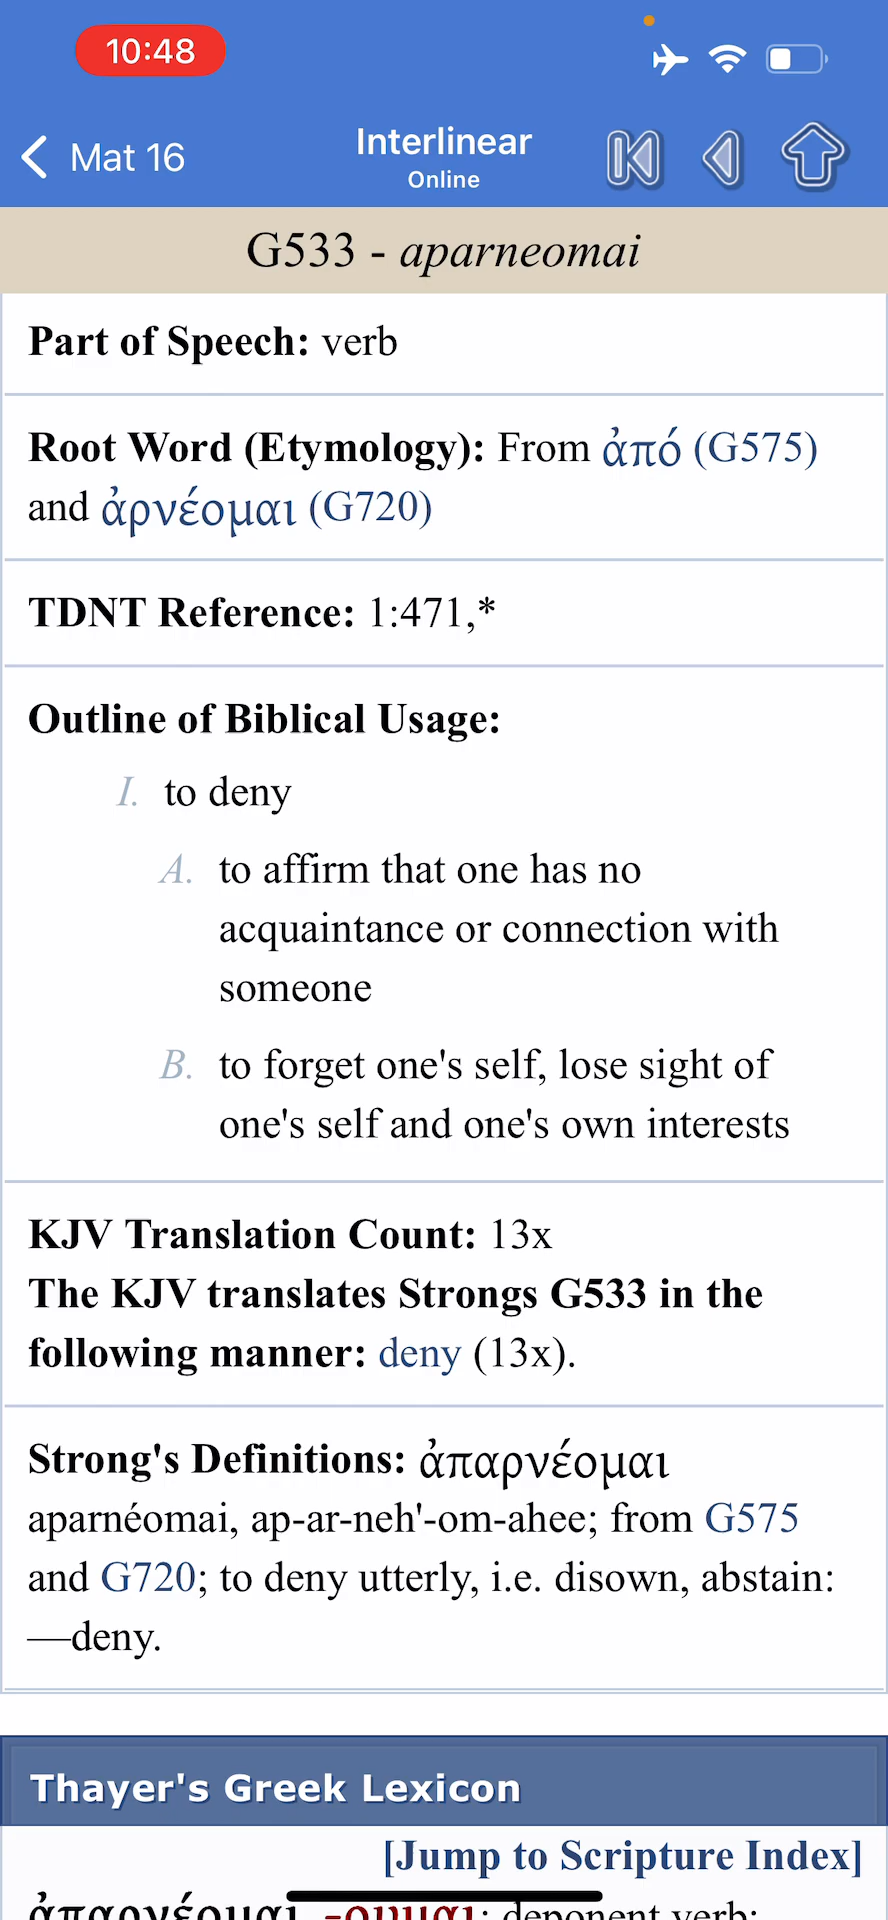 10:48
Mat 16
Interlinear
Online
G533 - aparneomai
Part of Speech: verb
Root Word (Etymology): From ἀπό (G575)
and ἀρνέομαι (G720)
TDNT Reference: 1:471,*
Outline of Biblical Usage:
I. to deny
A. to affirm that one has no
acquaintance or connection with
someone
B. to forget one's self, lose sight of
one's self and one's own interests
KJV Translation Count: 13x
The KJV translates Strongs G533 in the
following manner: deny (13x).
Strong's Definitions: ἀπαρνέομαι
aparnéomai, ap-ar-neh'-om-ahee; from G575
and G720; to deny utterly, i.e. disown, abstain:
—deny.
Thayer's Greek Lexicon
[Jump to Scripture Index]
ἀπαρνέομαι, -οῦμαι; deponent verb;